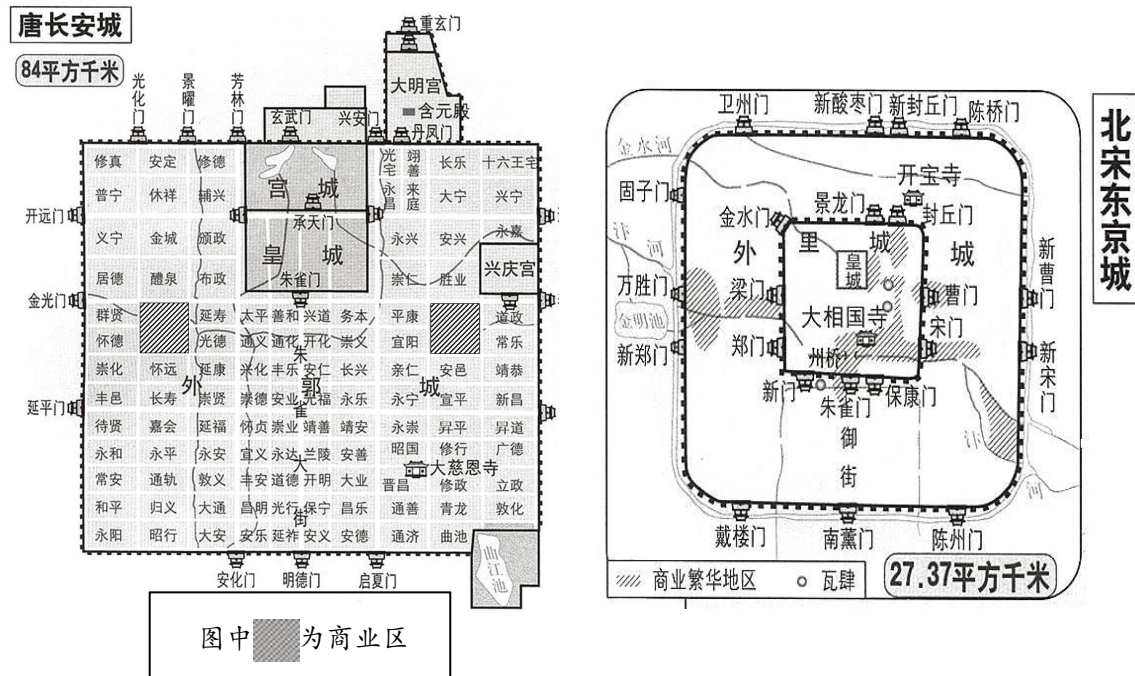 唐长安城
84平方千米
重玄门
大明宫
含元殿
丹凤门
光化门
景曜门
芳林门
玄武门
兴安门
修真 安定 修德
光宅 翊善 长乐 十六王宅
宫城
普宁 休祥 辅兴
永昌 来庭 大宁 兴宁
开远门
承天门
义宁 金城 颁政
永兴 安兴 永嘉
皇城
居德 醴泉 布政
朱雀门
崇仁 胜业 兴庆宫
金光门
群贤 延寿 太平 善和 兴道 务本 平康 道政
怀德 光德 通义 通化 开化 崇义 宜阳 常乐
崇化 怀远 延康 兴化 丰乐 安仁 长兴 亲仁 安邑 靖恭
外郭城
延平门
丰邑 长寿 崇贤 崇德 安业 光福 永乐 永宁 宣平 新昌
待贤 嘉会 延福 怀贞 崇业 靖善 靖安 永崇 昇平 昇道
永和 永平 永安 宣义 永达 兰陵 安善 昭国 修行 广德
大慈恩寺
常安 通轨 敦义 丰安 道德 开明 大业 晋昌 修政 立政
和平 归义 大通 昌明 光行 保宁 昌乐 通善 青龙 敦化
永阳 昭行 大安 安乐 延祚 安义 安德 通济 曲池
朱雀大街
曲江池
安化门 明德门 启夏门
图中 为商业区
北宋东京城
卫州门 新酸枣门 新封丘门 陈桥门
金水河
固子门
开宝寺
金水门
景龙门
封丘门
汴河
外 里 城 城
皇城
新曹门
万胜门
梁门
曹门
金明池
大相国寺
宋门
新郑门
郑门
州桥
新宋门
新门
朱雀门
保康门
御街
汴河
戴楼门 南薰门 陈州门
商业繁华地区 瓦肆
27.37平方千米